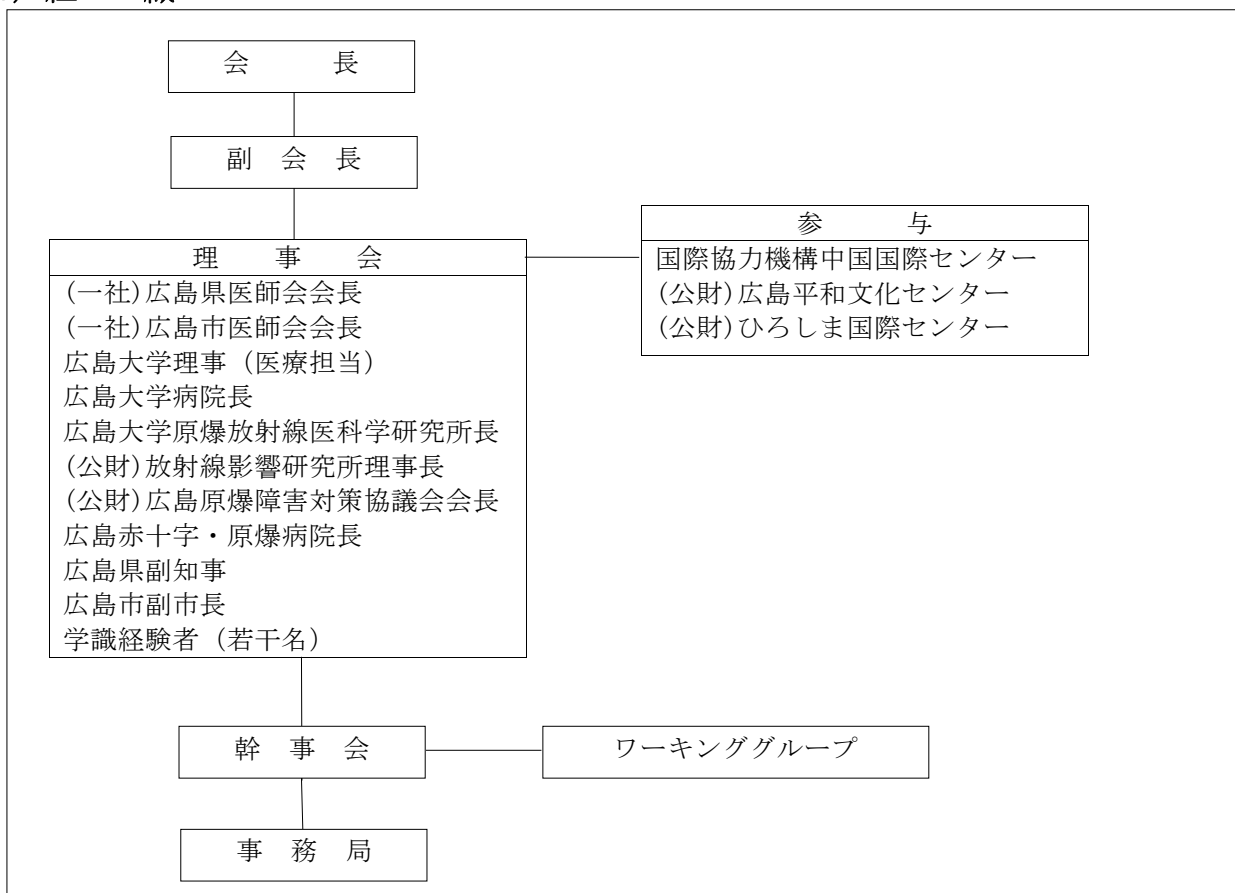 会長
副会長
理事会
(一社)広島県医師会会長
(一社)広島市医師会会長
広島大学理事（医療担当）
広島大学病院長
広島大学原爆放射線医科学研究所長
(公財)放射線影響研究所理事長
(公財)広島原爆障害対策協議会会長
広島赤十字・原爆病院長
広島県副知事
広島市副市長
学識経験者（若干名）
参与
国際協力機構中国国際センター
(公財)広島平和文化センター
(公財)ひろしま国際センター
幹事会
ワーキンググループ
事務局